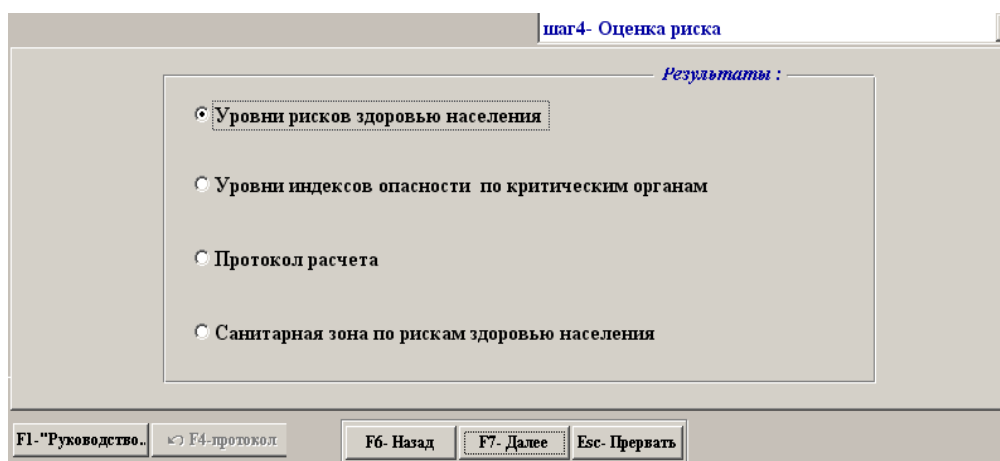 шаг4- Оценка риска
Результаты :
Уровни рисков здоровью населения
Уровни индексов опасности по критическим органам
Протокол расчета
Санитарная зона по рискам здоровью населения
F1-"Руководство.. F4-протокол F6- Назад F7- Далее Esc- Прервать